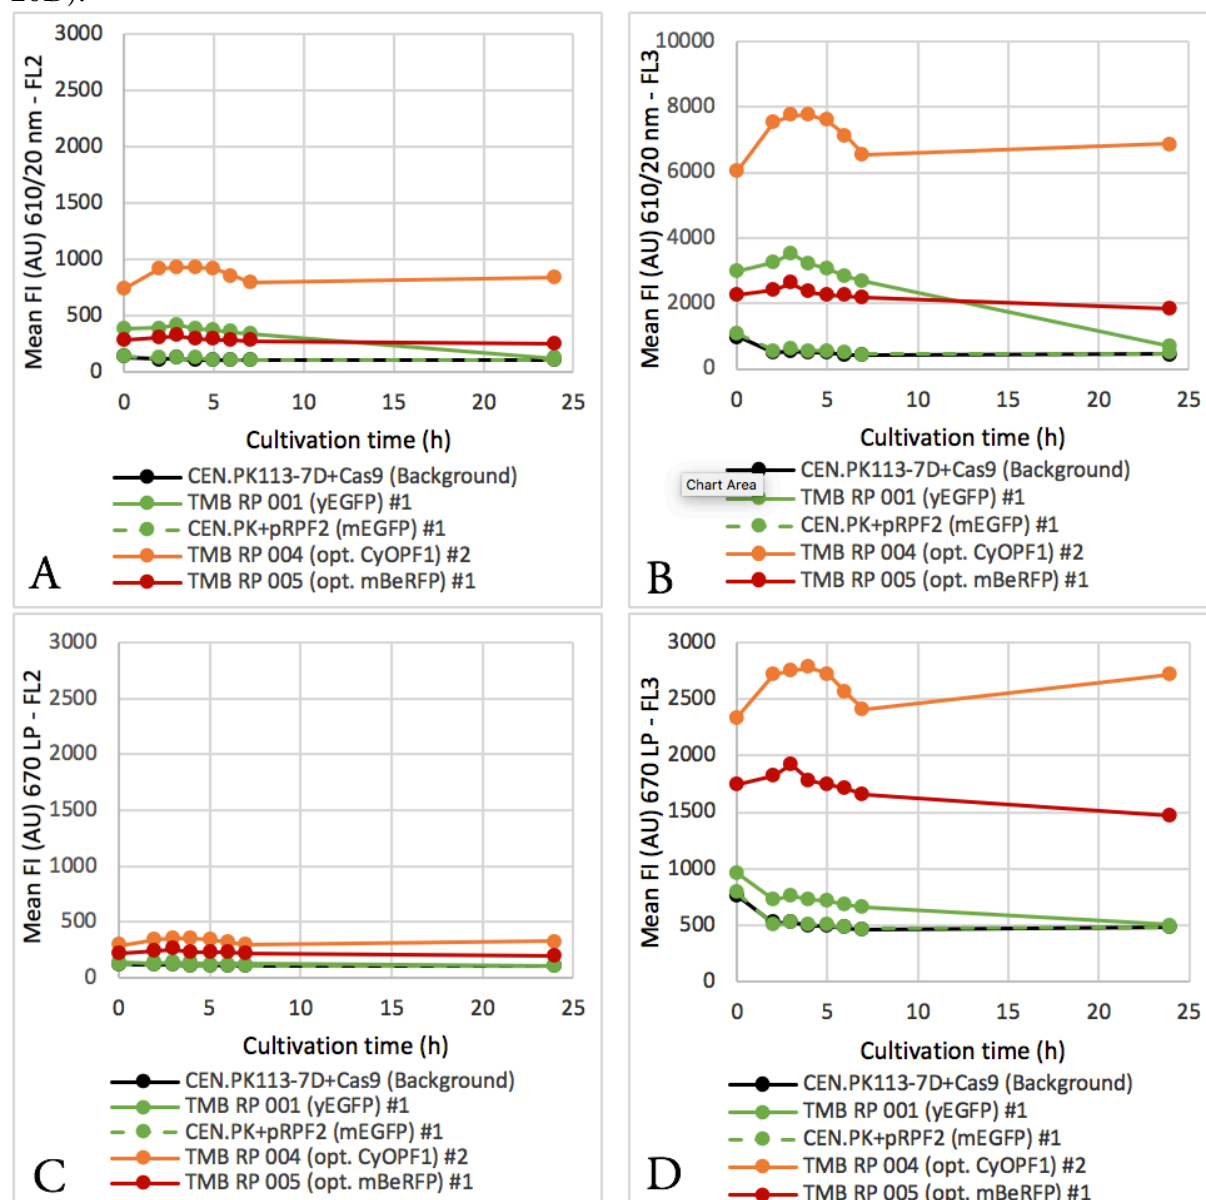 3000
2500
2000
1500
1000
500
0
0 5 10 15 20 25
Mean FI (AU) 610/20 nm - FL2
Cultivation time (h)
CEN.PK113-7D+Cas9 (Background)
TMB RP 001 (yEGFP) #1
CEN.PK+pRPF2 (mEGFP) #1
TMB RP 004 (opt. CyOPF1) #2
TMB RP 005 (opt. mBeRFP) #1
A
10000
8000
6000
4000
2000
0
0 5 10 15 20 25
Mean FI (AU) 610/20 nm - FL3
Cultivation time (h)
CEN.PK113-7D+Cas9 (Background)
Chart Area
TMB RP 001 (yEGFP) #1
CEN.PK+pRPF2 (mEGFP) #1
TMB RP 004 (opt. CyOPF1) #2
TMB RP 005 (opt. mBeRFP) #1
B
3000
2500
2000
1500
1000
500
0
0 5 10 15 20 25
Mean FI (AU) 670 LP - FL2
Cultivation time (h)
CEN.PK113-7D+Cas9 (Background)
TMB RP 001 (yEGFP) #1
CEN.PK+pRPF2 (mEGFP) #1
TMB RP 004 (opt. CyOPF1) #2
TMB RP 005 (opt. mBeRFP) #1
C
3000
2500
2000
1500
1000
500
0
0 5 10 15 20 25
Mean FI (AU) 670 LP - FL3
Cultivation time (h)
CEN.PK113-7D+Cas9 (Background)
TMB RP 001 (yEGFP) #1
CEN.PK+pRPF2 (mEGFP) #1
TMB RP 004 (opt. CyOPF1) #2
TMB RP 005 (opt. mBeRFP) #1
D